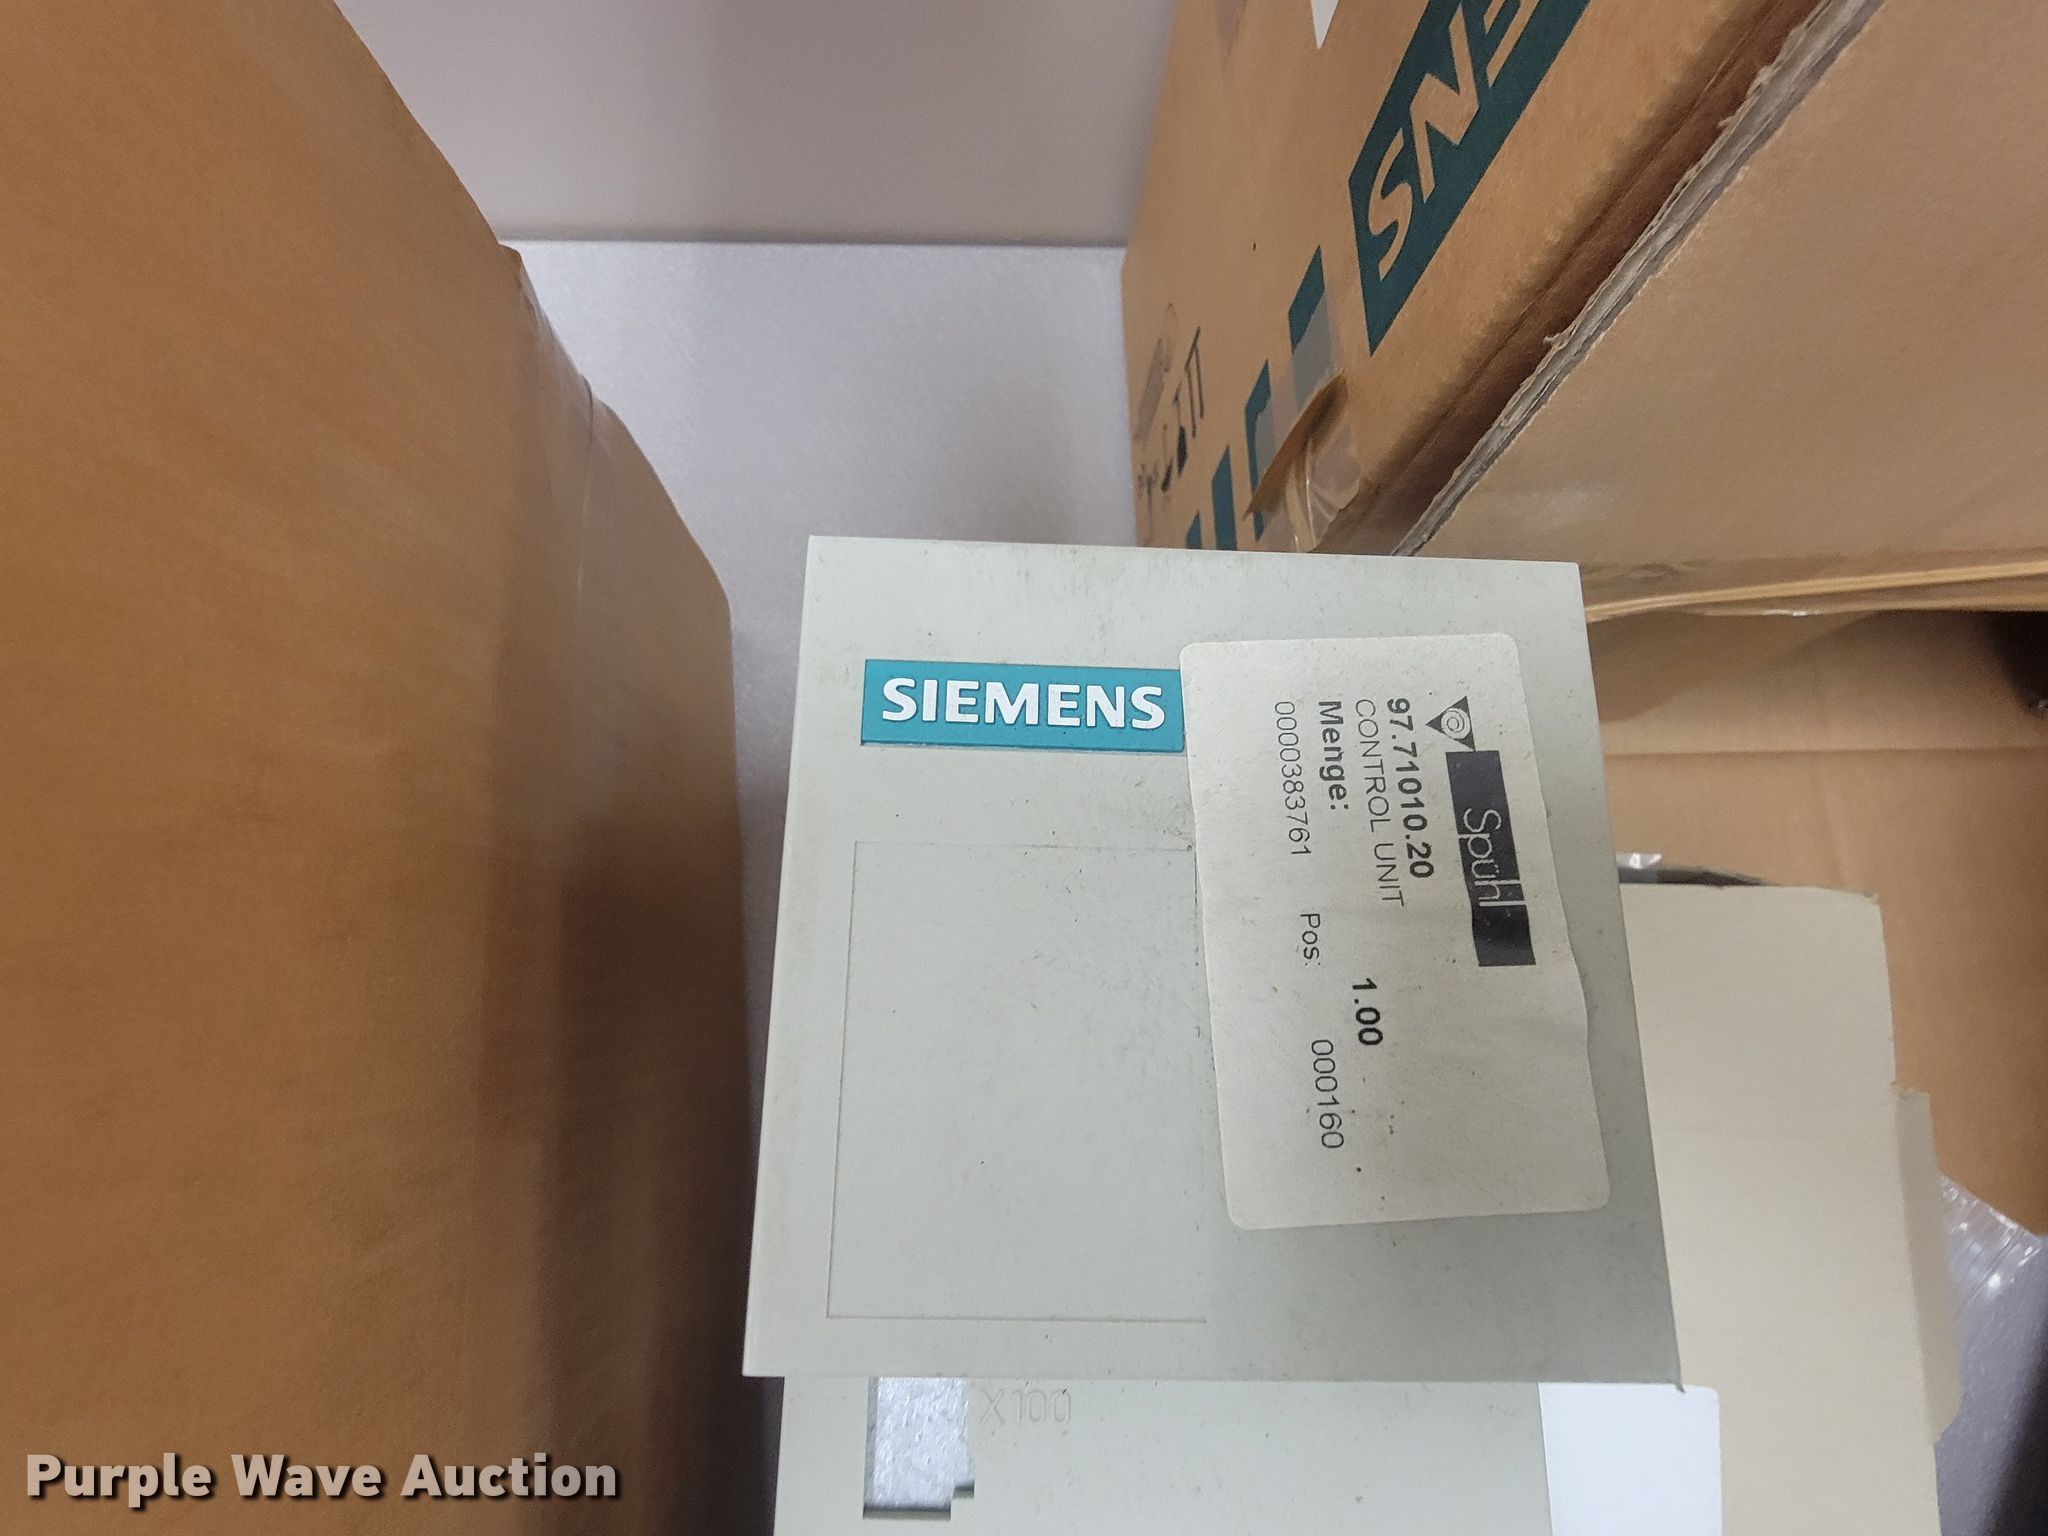 SIEMENS
Spühl
97.71010.20
CONTROL UNIT
Menge: 1.00
0000383761 Pos: 000160
X100
Purple Wave Auction